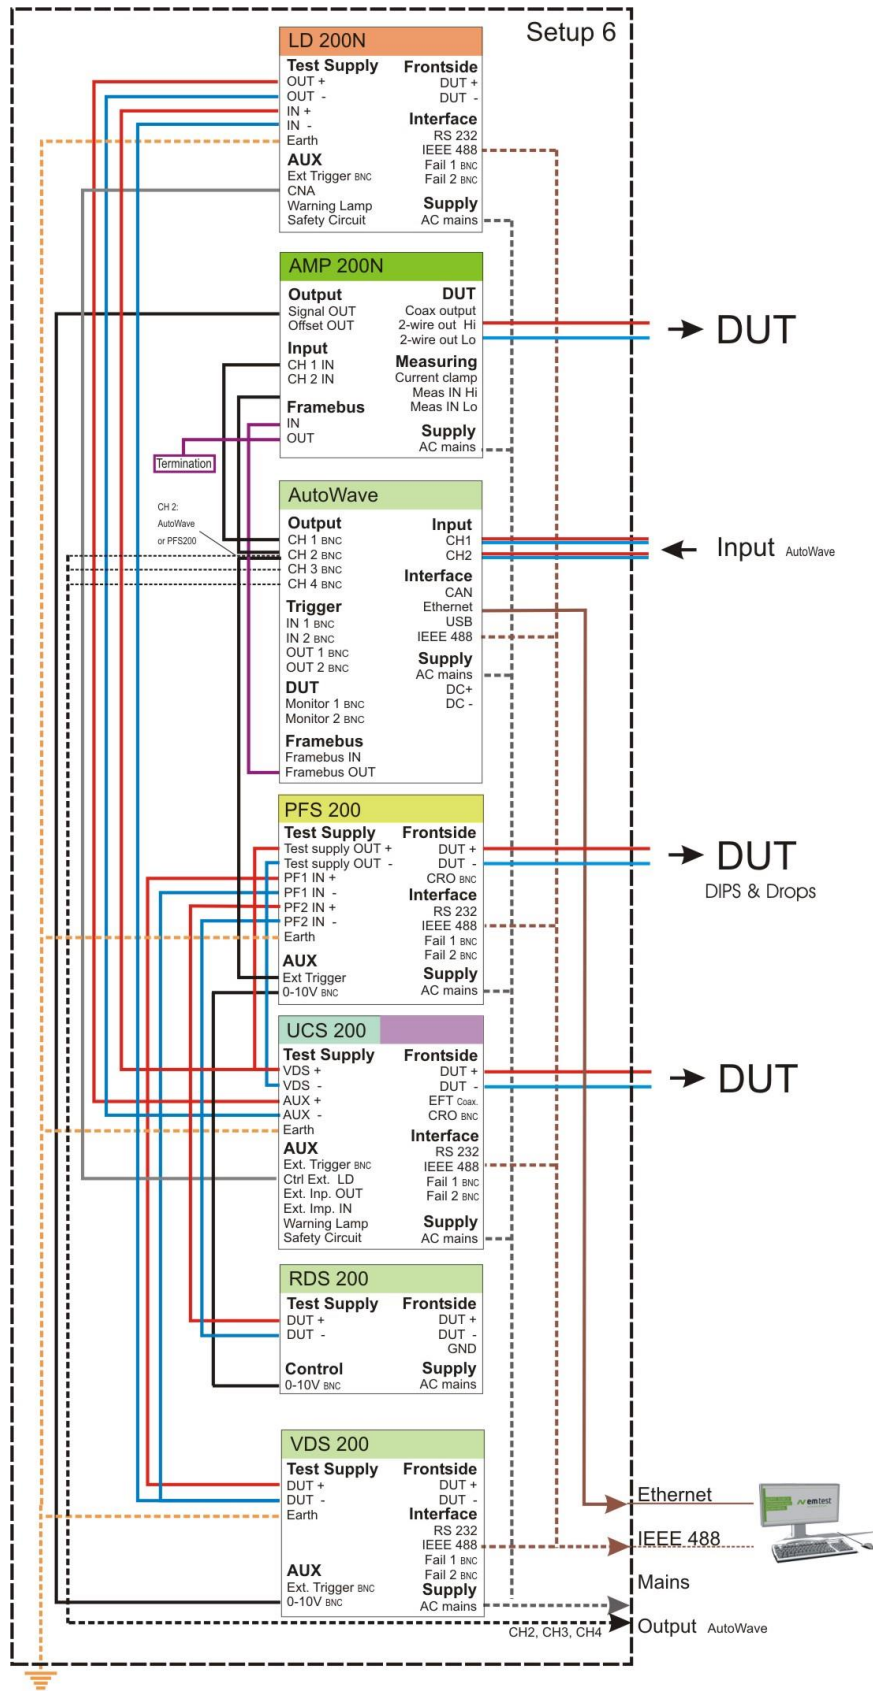 Setup 6
LD 200N
Test Supply Frontside
OUT + DUT +
OUT - DUT -
IN + Interface
IN - RS 232
Earth IEEE 488
AUX Fail 1 BNC
Ext Trigger BNC Fail 2 BNC
CNA
Warning Lamp Supply
Safety Circuit AC mains
AMP 200N
Output DUT
Signal OUT Coax output
Offset OUT 2-wire out Hi
2-wire out Lo
DUT
Input Measuring
CH 1 IN Current clamp
CH 2 IN Meas IN Hi
Framebus Meas IN Lo
IN Supply
OUT AC mains
Termination
AutoWave
CH 2:
AutoWave
or PFS200
Output Input
CH 1 BNC CH1
CH 2 BNC CH2
CH 3 BNC Interface
CH 4 BNC CAN
Input AutoWave
Trigger Ethernet
IN 1 BNC USB
IN 2 BNC IEEE 488
OUT 1 BNC Supply
OUT 2 BNC AC mains
DUT DC+
Monitor 1 BNC DC -
Monitor 2 BNC
Framebus
Framebus IN
Framebus OUT
PFS 200
Test Supply Frontside
Test supply OUT + DUT +
Test supply OUT - DUT -
PF1 IN + CRO BNC
PF1 IN - Interface
PF2 IN + RS 232
PF2 IN - IEEE 488
Earth Fail 1 BNC
Fail 2 BNC
DUT
DIPS & Drops
AUX Supply
Ext Trigger AC mains
0-10V BNC
UCS 200
Test Supply Frontside
VDS + DUT +
VDS - DUT -
AUX + EFT Coax.
AUX - CRO BNC
Earth Interface
DUT
AUX RS 232
Ext. Trigger BNC IEEE 488
Ctrl Ext. LD Fail 1 BNC
Ext. Inp. OUT Fail 2 BNC
Ext. Imp. IN
Warning Lamp Supply
Safety Circuit AC mains
RDS 200
Test Supply Frontside
DUT + DUT +
DUT - DUT -
GND
Control Supply
0-10V BNC AC mains
VDS 200
Test Supply Frontside
DUT + DUT +
DUT - DUT -
Earth Interface
RS 232
IEEE 488
AUX Fail 1 BNC
Ext. Trigger BNC Fail 2 BNC
0-10V BNC Supply
AC mains
Ethernet
em test
IEEE 488
Mains
CH2, CH3, CH4
Output AutoWave